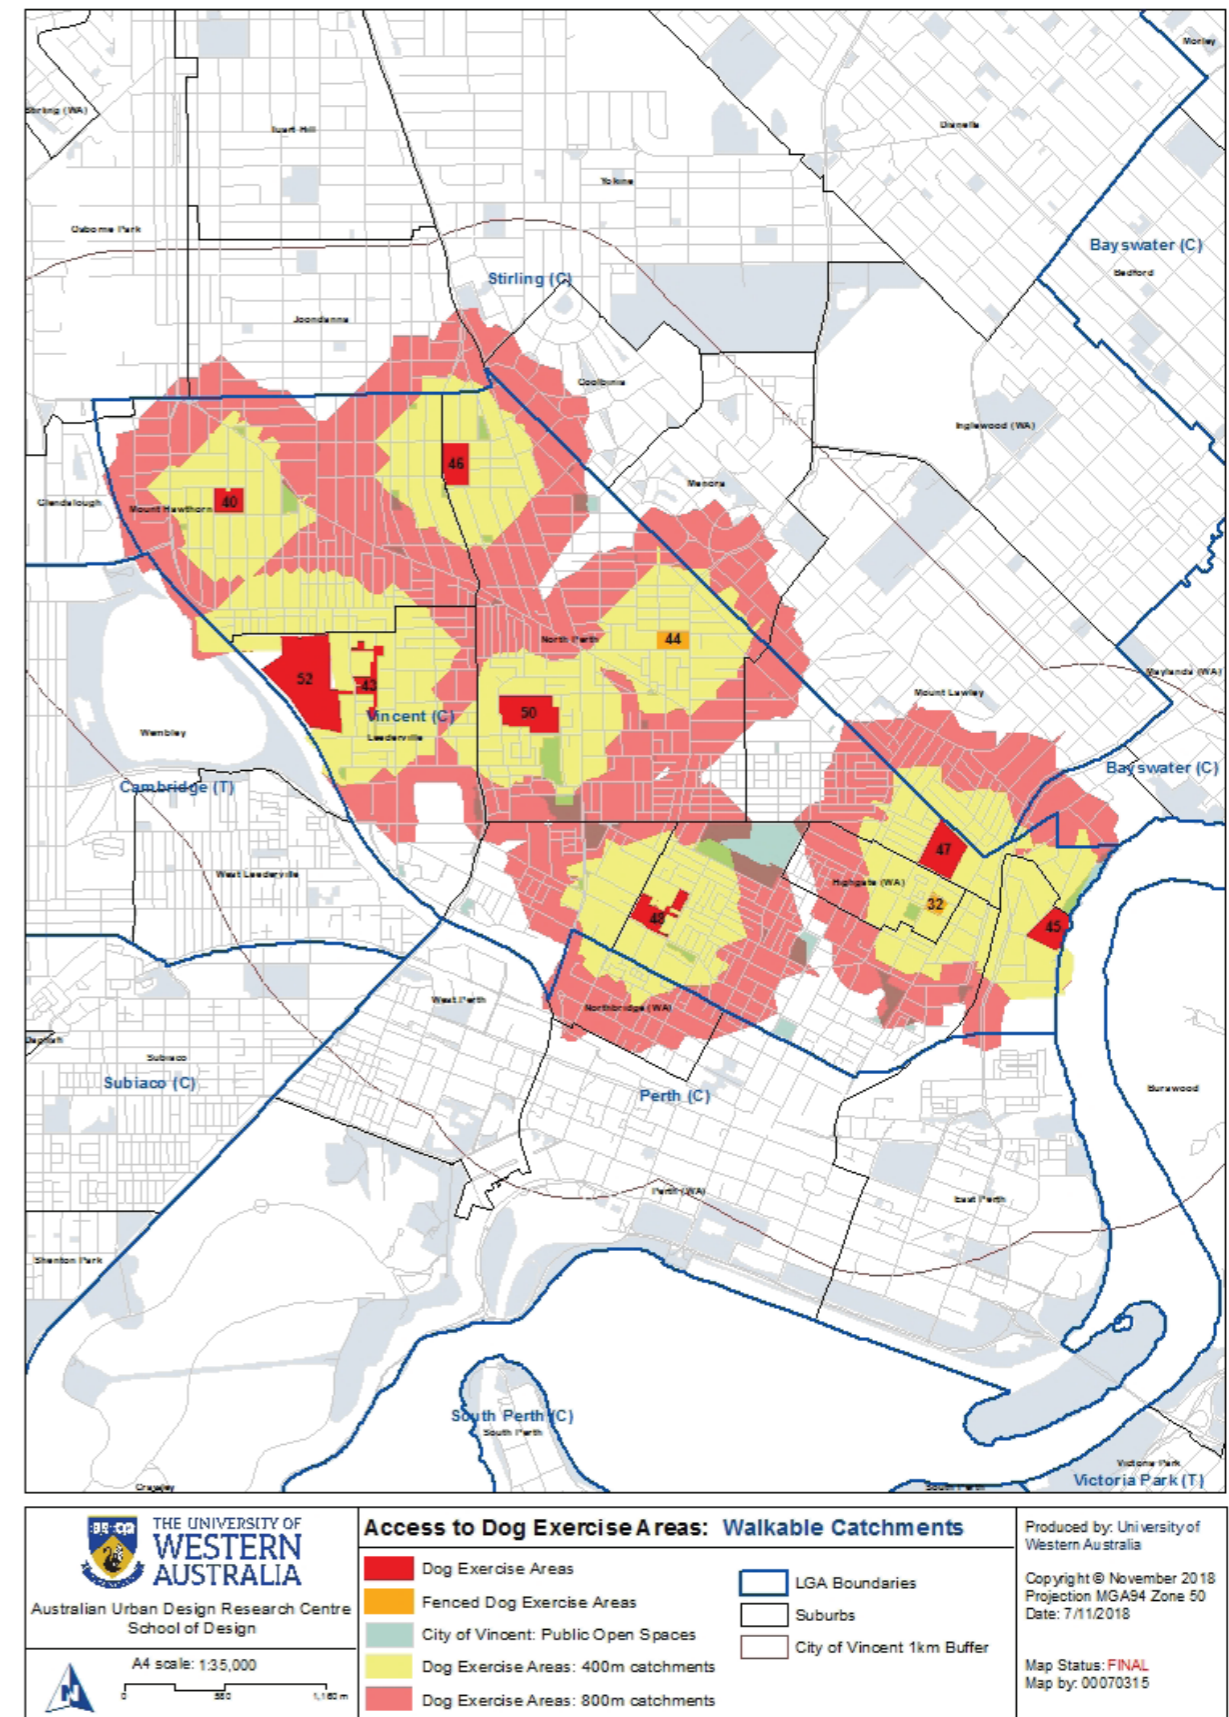 Morley
Stirling (WA)
Tuart Hill
Dianella
Yokine
Osborne Park
Bayswater (C)
Bedford
Stirling (C)
Joondanna
Coolbinia
Inglewood (WA)
46
Menora
Glendalough
Mount Hawthorn
40
North Perth
44
Maylands (WA)
52
43
Mount Lawley
50
Vincent (C)
Leederville
Wembley
Bayswater (C)
Cambridge (T)
47
West Leederville
Highgate (WA)
32
48
45
West Perth
Northbridge (WA)
Subiaco
Subiaco (C)
Perth (C)
Burswood
Perth (WA)
East Perth
Shenton Park
South Perth (C)
South Perth
Victoria Park
Victoria Park (T)
Crawley
South Perth
THE UNIVERSITY OF
WESTERN
AUSTRALIA
Australian Urban Design Research Centre
School of Design
A4 scale: 1:35,000
N
0 580 1,160 m
Access to Dog Exercise Areas: Walkable Catchments
Dog Exercise Areas
Fenced Dog Exercise Areas
City of Vincent: Public Open Spaces
Dog Exercise Areas: 400m catchments
Dog Exercise Areas: 800m catchments
LGA Boundaries
Suburbs
City of Vincent 1km Buffer
Produced by: University of
Western Australia
Copyright © November 2018
Projection MGA94 Zone 50
Date: 7/11/2018
Map Status: FINAL
Map by: 00070315